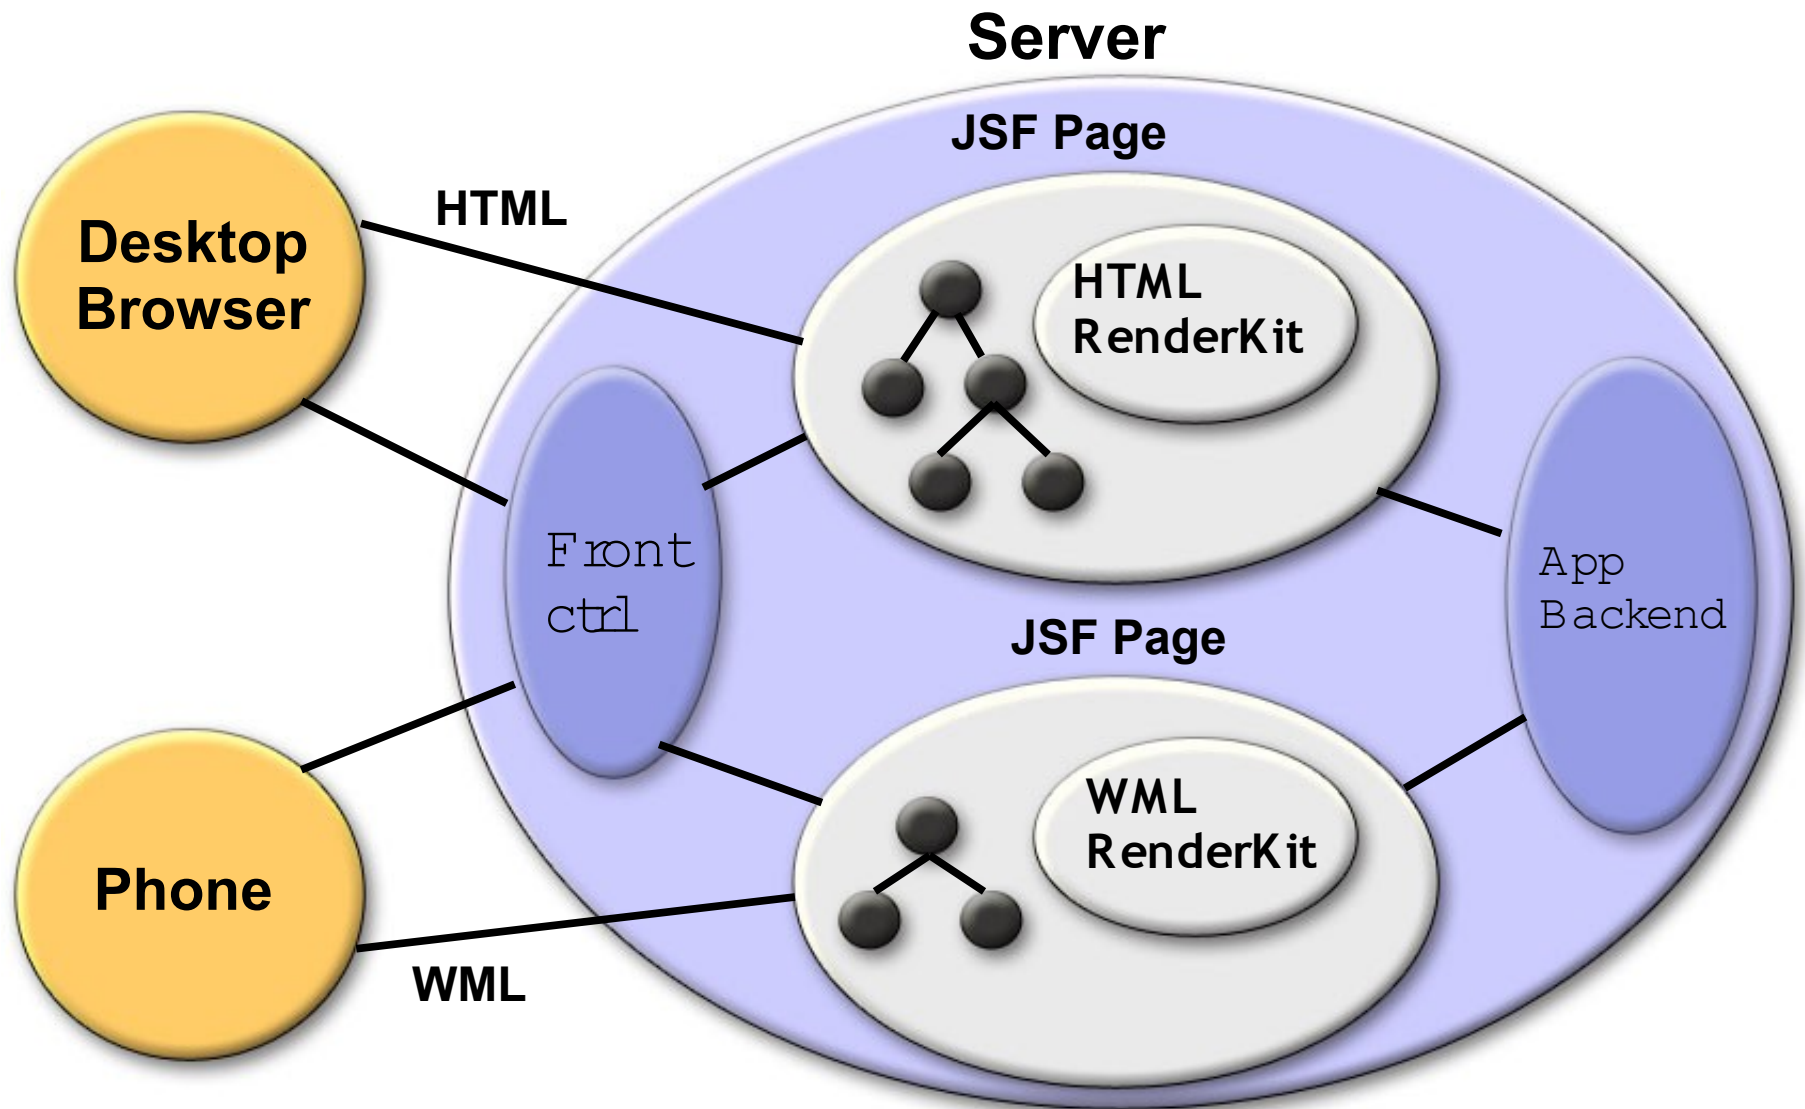 Server
JSF Page
HTML
Desktop
Browser
HTML
RenderKit
Front
ctrl
App
Backend
JSF Page
WML
RenderKit
Phone
WML